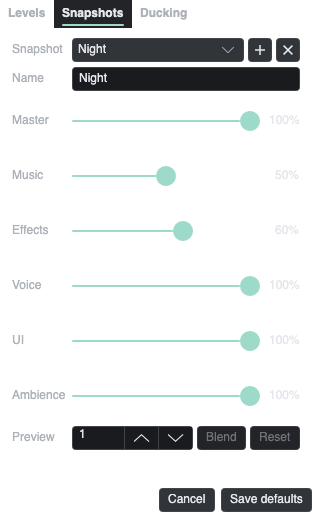 Levels Snapshots Ducking
Snapshot Night
Name Night
Master 100%
Music 50%
Effects 60%
Voice 100%
UI 100%
Ambience 100%
Preview 1 Blend Reset
Cancel Save defaults